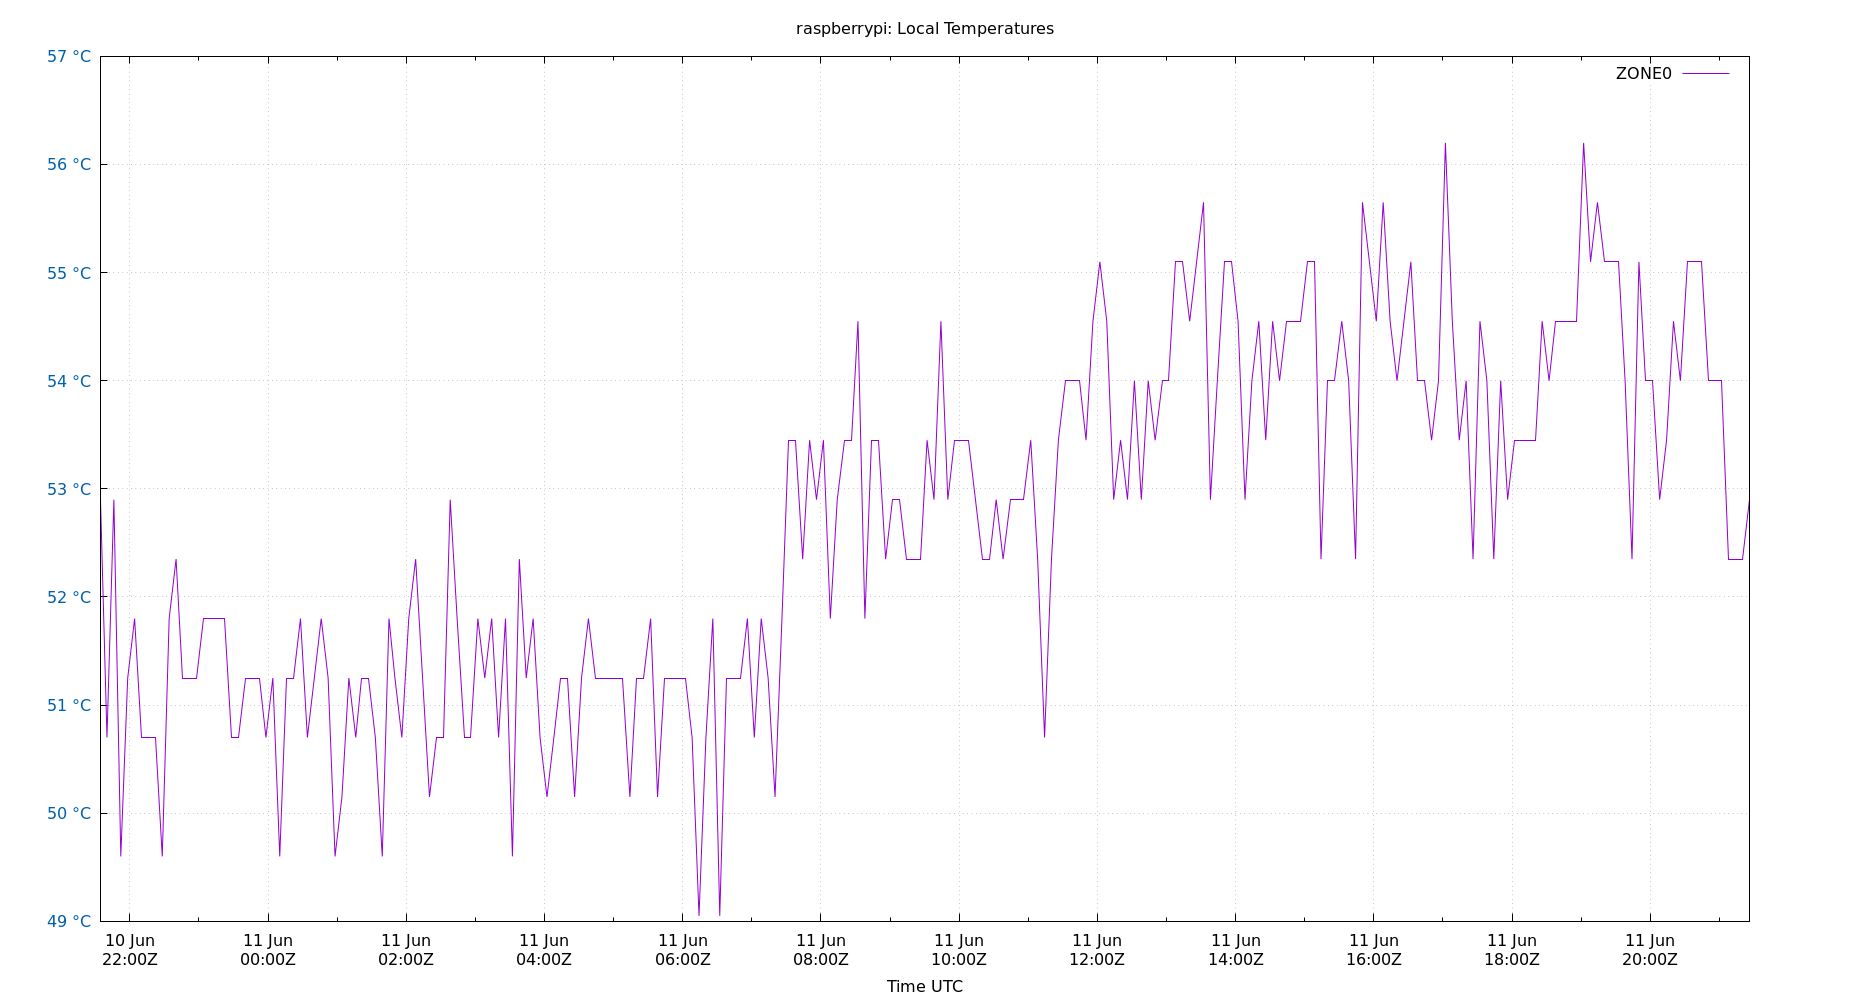 raspberrypi: Local Temperatures
57 °C
ZONE0
56 °C
55 °C
54 °C
53 °C
52 °C
51 °C
50 °C
49 °C
10 Jun 11 Jun 11 Jun 11 Jun 11 Jun 11 Jun 11 Jun 11 Jun 11 Jun 11 Jun 11 Jun 11 Jun
22:00Z 00:00Z 02:00Z 04:00Z 06:00Z 08:00Z 10:00Z 12:00Z 14:00Z 16:00Z 18:00Z 20:00Z
Time UTC